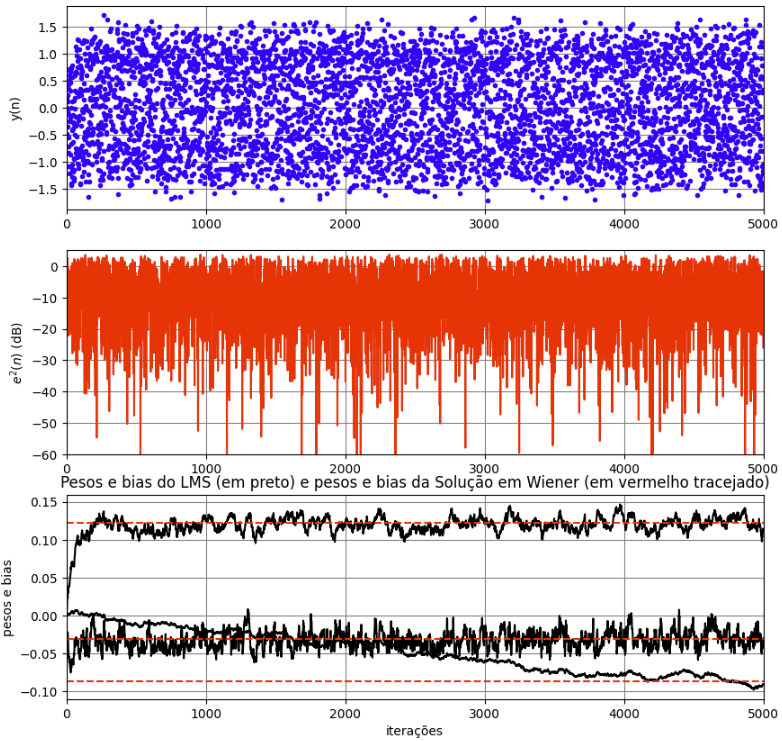 1.5
1.0
0.5
0.0
−0.5
−1.0
−1.5
y(n)
0 1000 2000 3000 4000 5000
0
−10
−20
−30
−40
−50
−60
e²(n) (dB)
0 1000 2000 3000 4000 5000
Pesos e bias do LMS (em preto) e pesos e bias da Solução em Wiener (em vermelho tracejado)
0.15
0.10
0.05
0.00
−0.05
−0.10
pesos e bias
0 1000 2000 3000 4000 5000
iterações